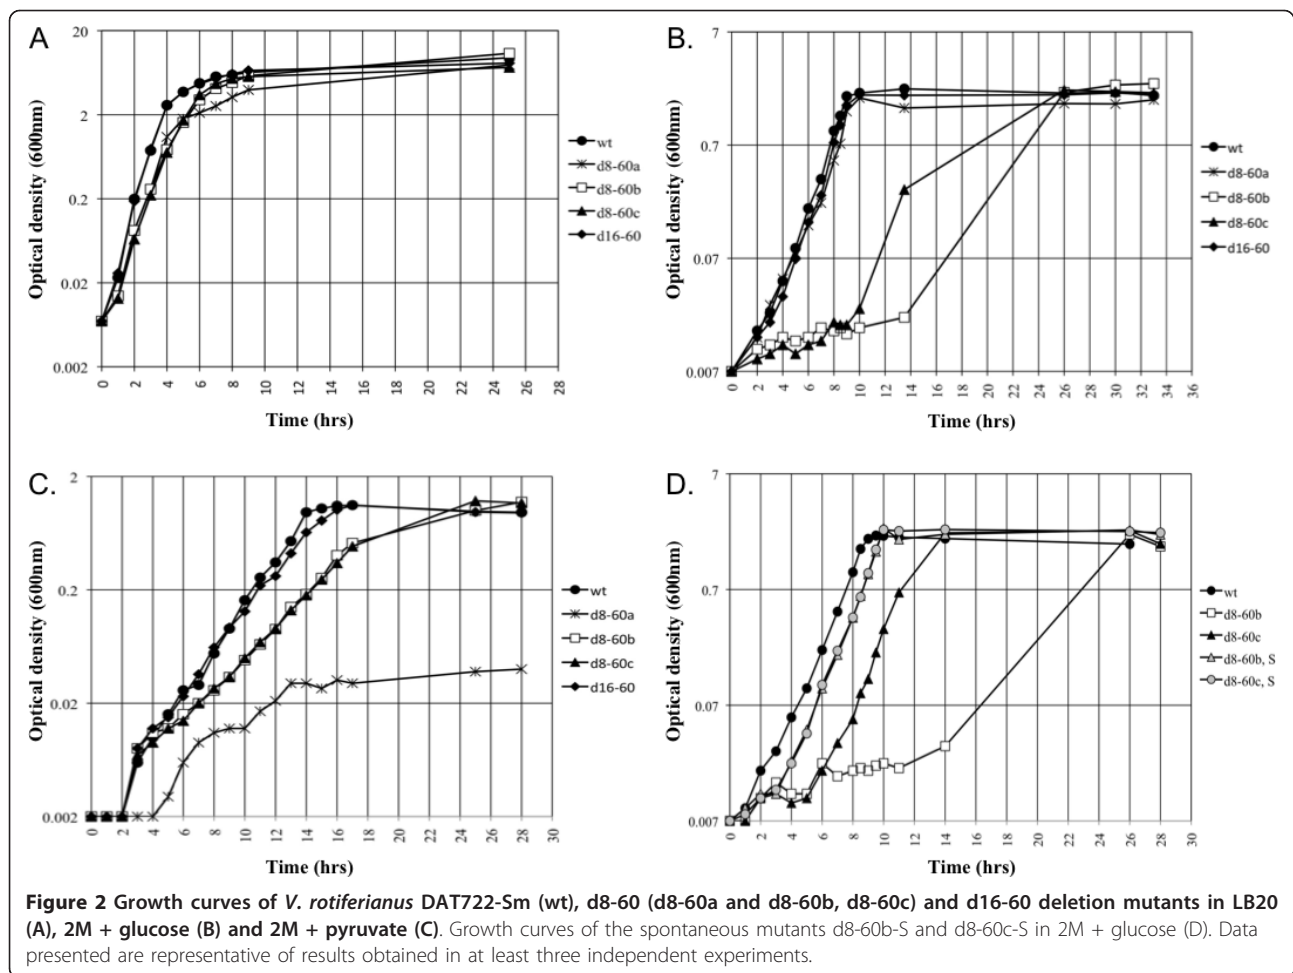 A
20
2
0.2
0.02
0.002
Optical density (600nm)
0 2 4 6 8 10 12 14 16 18 20 22 24 26 28
Time (hrs)
wt
d8-60a
d8-60b
d8-60c
d16-60
B.
7
0.7
0.07
0.007
Optical density (600nm)
0 2 4 6 8 10 12 14 16 18 20 22 24 26 28 30 32 34 36
Time (hrs)
wt
d8-60a
d8-60b
d8-60c
d16-60
C.
2
0.2
0.02
0.002
Optical density (600nm)
0 2 4 6 8 10 12 14 16 18 20 22 24 26 28 30
Time (hrs)
wt
d8-60a
d8-60b
d8-60c
d16-60
D.
7
0.7
0.07
0.007
Optical density (600nm)
0 2 4 6 8 10 12 14 16 18 20 22 24 26 28 30
Time (hrs)
wt
d8-60b
d8-60c
d8-60b, S
d8-60c, S
Figure 2 Growth curves of V. rotiferianus DAT722-Sm (wt), d8-60 (d8-60a and d8-60b, d8-60c) and d16-60 deletion mutants in LB20
(A), 2M + glucose (B) and 2M + pyruvate (C). Growth curves of the spontaneous mutants d8-60b-S and d8-60c-S in 2M + glucose (D). Data
presented are representative of results obtained in at least three independent experiments.